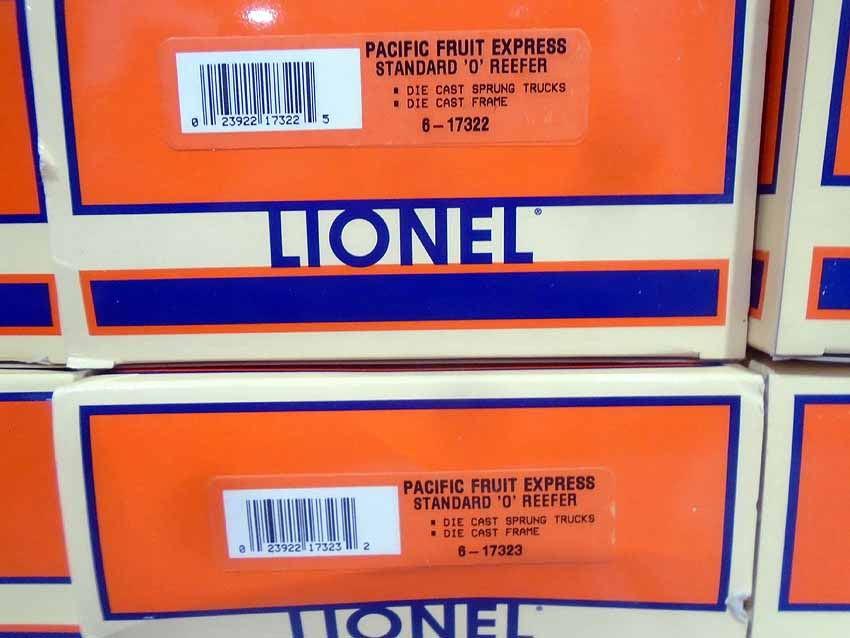 PACIFIC FRUIT EXPRESS
STANDARD 'O' REEFER
▪ DIE CAST SPRUNG TRUCKS
▪ DIE CAST FRAME
6-17322
0 23922 17322 5
LIONEL®
PACIFIC FRUIT EXPRESS
STANDARD 'O' REEFER
▪ DIE CAST SPRUNG TRUCKS
▪ DIE CAST FRAME
6-17323
0 23922 17323 2
LIONEL